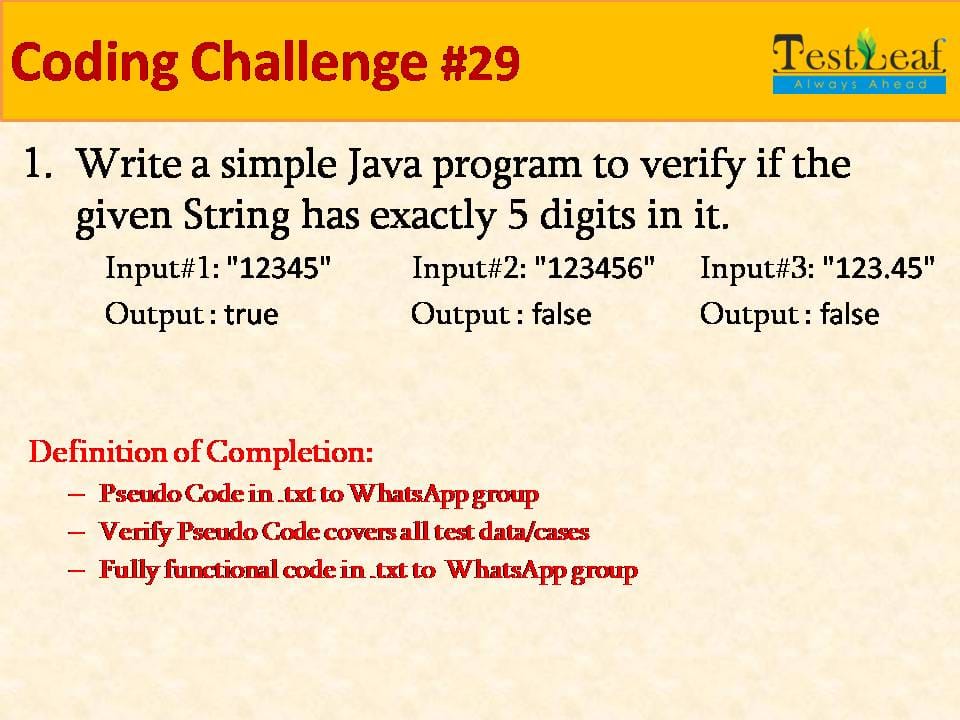 Coding Challenge #29
TestLeaf
Always Ahead
1. Write a simple Java program to verify if the
given String has exactly 5 digits in it.
Input#1: "12345" Input#2: "123456" Input#3: "123.45"
Output : true Output : false Output : false
Definition of Completion:
– Pseudo Code in .txt to WhatsApp group
– Verify Pseudo Code covers all test data/cases
– Fully functional code in .txt to WhatsApp group